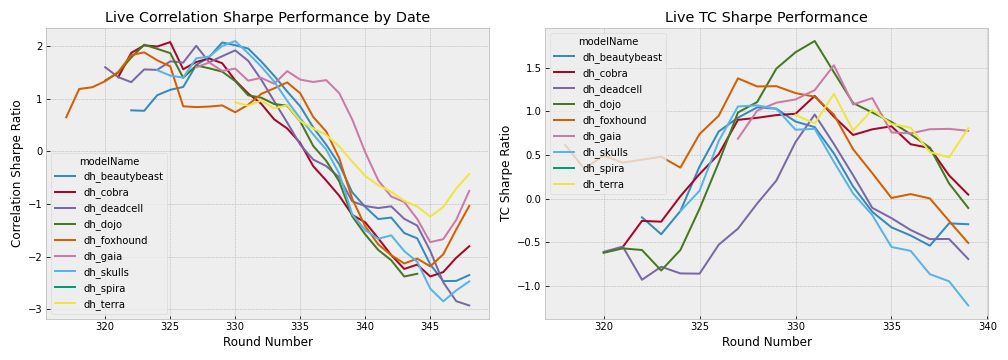 Live Correlation Sharpe Performance by Date
Correlation Sharpe Ratio
2
1
0
−1
−2
−3
modelName
dh_beautybeast
dh_cobra
dh_deadcell
dh_dojo
dh_foxhound
dh_gaia
dh_skulls
dh_spira
dh_terra
320
325
330
335
340
345
Round Number
Live TC Sharpe Performance
TC Sharpe Ratio
1.5
1.0
0.5
0.0
−0.5
−1.0
modelName
dh_beautybeast
dh_cobra
dh_deadcell
dh_dojo
dh_foxhound
dh_gaia
dh_skulls
dh_spira
dh_terra
320
325
330
335
340
Round Number